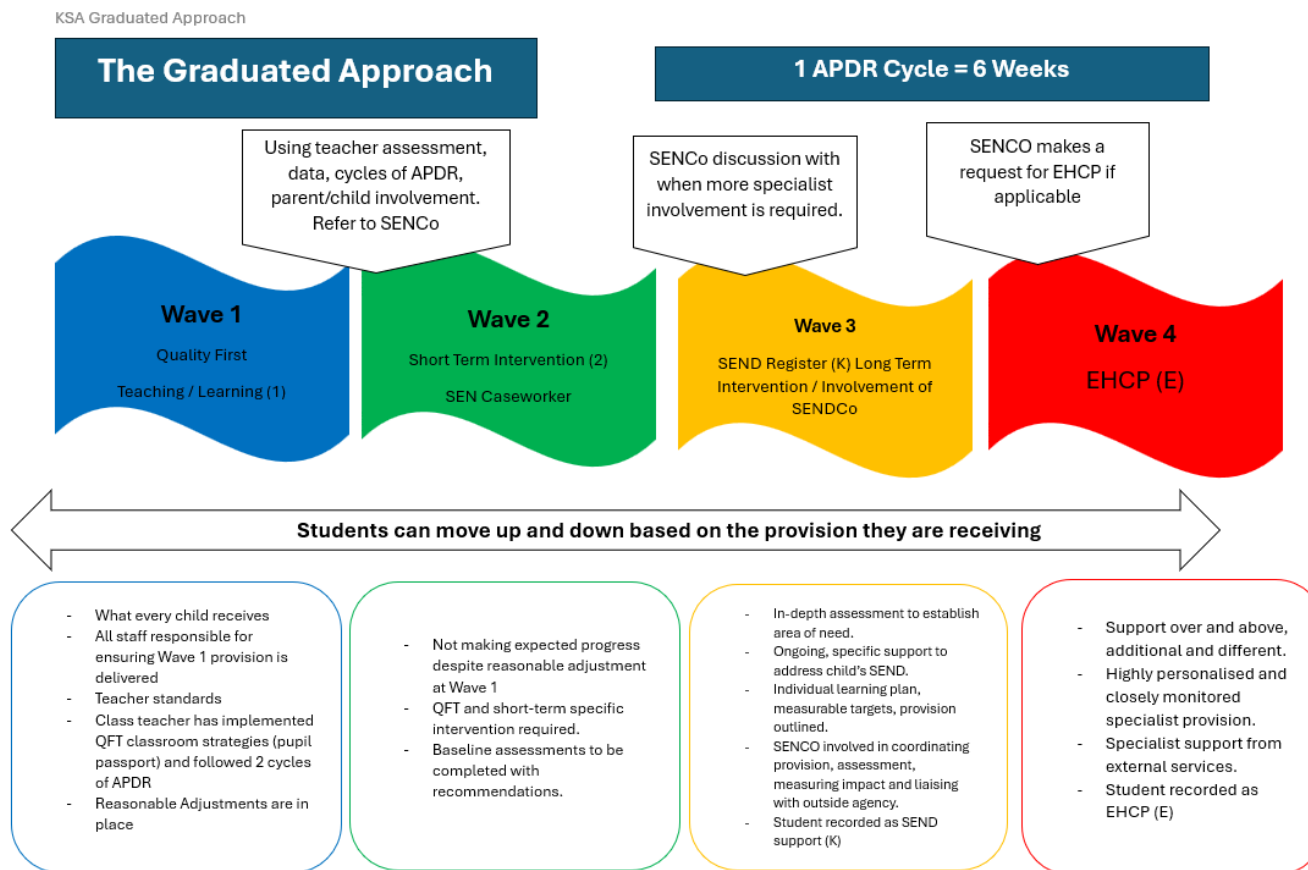 KSA Graduated Approach
The Graduated Approach
1 APDR Cycle = 6 Weeks
Using teacher assessment,
data, cycles of APDR,
parent/child involvement.
Refer to SENCo
SENCo discussion with
when more specialist
involvement is required.
SENCO makes a
request for EHCP if
applicable
Wave 1
Quality First
Teaching / Learning (1)
Wave 2
Short Term Intervention (2)
SEN Caseworker
Wave 3
SEND Register (K) Long Term
Intervention / Involvement of
SENDCo
Wave 4
EHCP (E)
Students can move up and down based on the provision they are receiving
- What every child receives
- All staff responsible for
ensuring Wave 1 provision is
delivered
- Teacher standards
- Class teacher has implemented
QFT classroom strategies (pupil
passport) and followed 2 cycles
of APDR
- Reasonable Adjustments are in
place
- Not making expected progress
despite reasonable adjustment
at Wave 1
- QFT and short-term specific
intervention required.
- Baseline assessments to be
completed with
recommendations.
- In-depth assessment to establish
area of need.
- Ongoing, specific support to
address child's SEND.
- Individual learning plan,
measurable targets, provision
outlined.
- SENCO involved in coordinating
provision, assessment,
measuring impact and liaising
with outside agency.
- Student recorded as SEND
support (K)
- Support over and above,
additional and different.
- Highly personalised and
closely monitored
specialist provision.
- Specialist support from
external services.
- Student recorded as
EHCP (E)